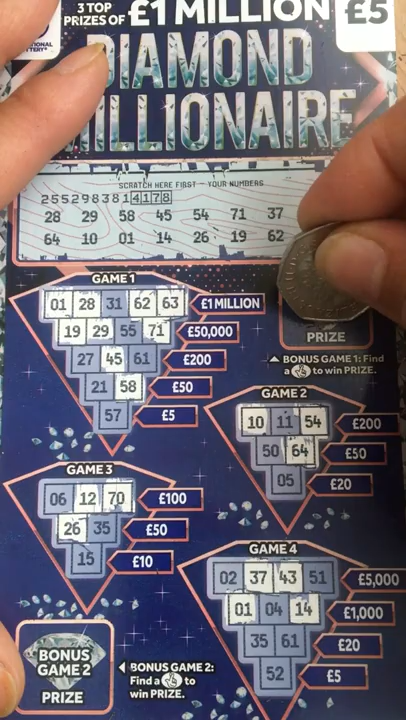 3 TOP
PRIZES OF £1 MILLION £5
DIAMOND
MILLIONAIRE
SCRATCH HERE FIRST - YOUR NUMBERS
2552983814178
28 29 58 45 54 71 37
64 10 01 14 26 19 62
GAME 1
01 28 31 62 63 £1 MILLION
19 29 55 71 £50,000
27 45 61 £200
21 58 £50
57 £5
PRIZE
BONUS GAME 1: Find
a to win PRIZE.
GAME 2
10 11 54 £200
50 64 £50
05 £20
GAME 3
06 12 70 £100
26 35 £50
15 £10
GAME 4
02 37 43 51 £5,000
01 04 14 £1,000
35 61 £20
52 £5
BONUS
GAME 2
PRIZE
BONUS GAME 2:
Find a to
win PRIZE.